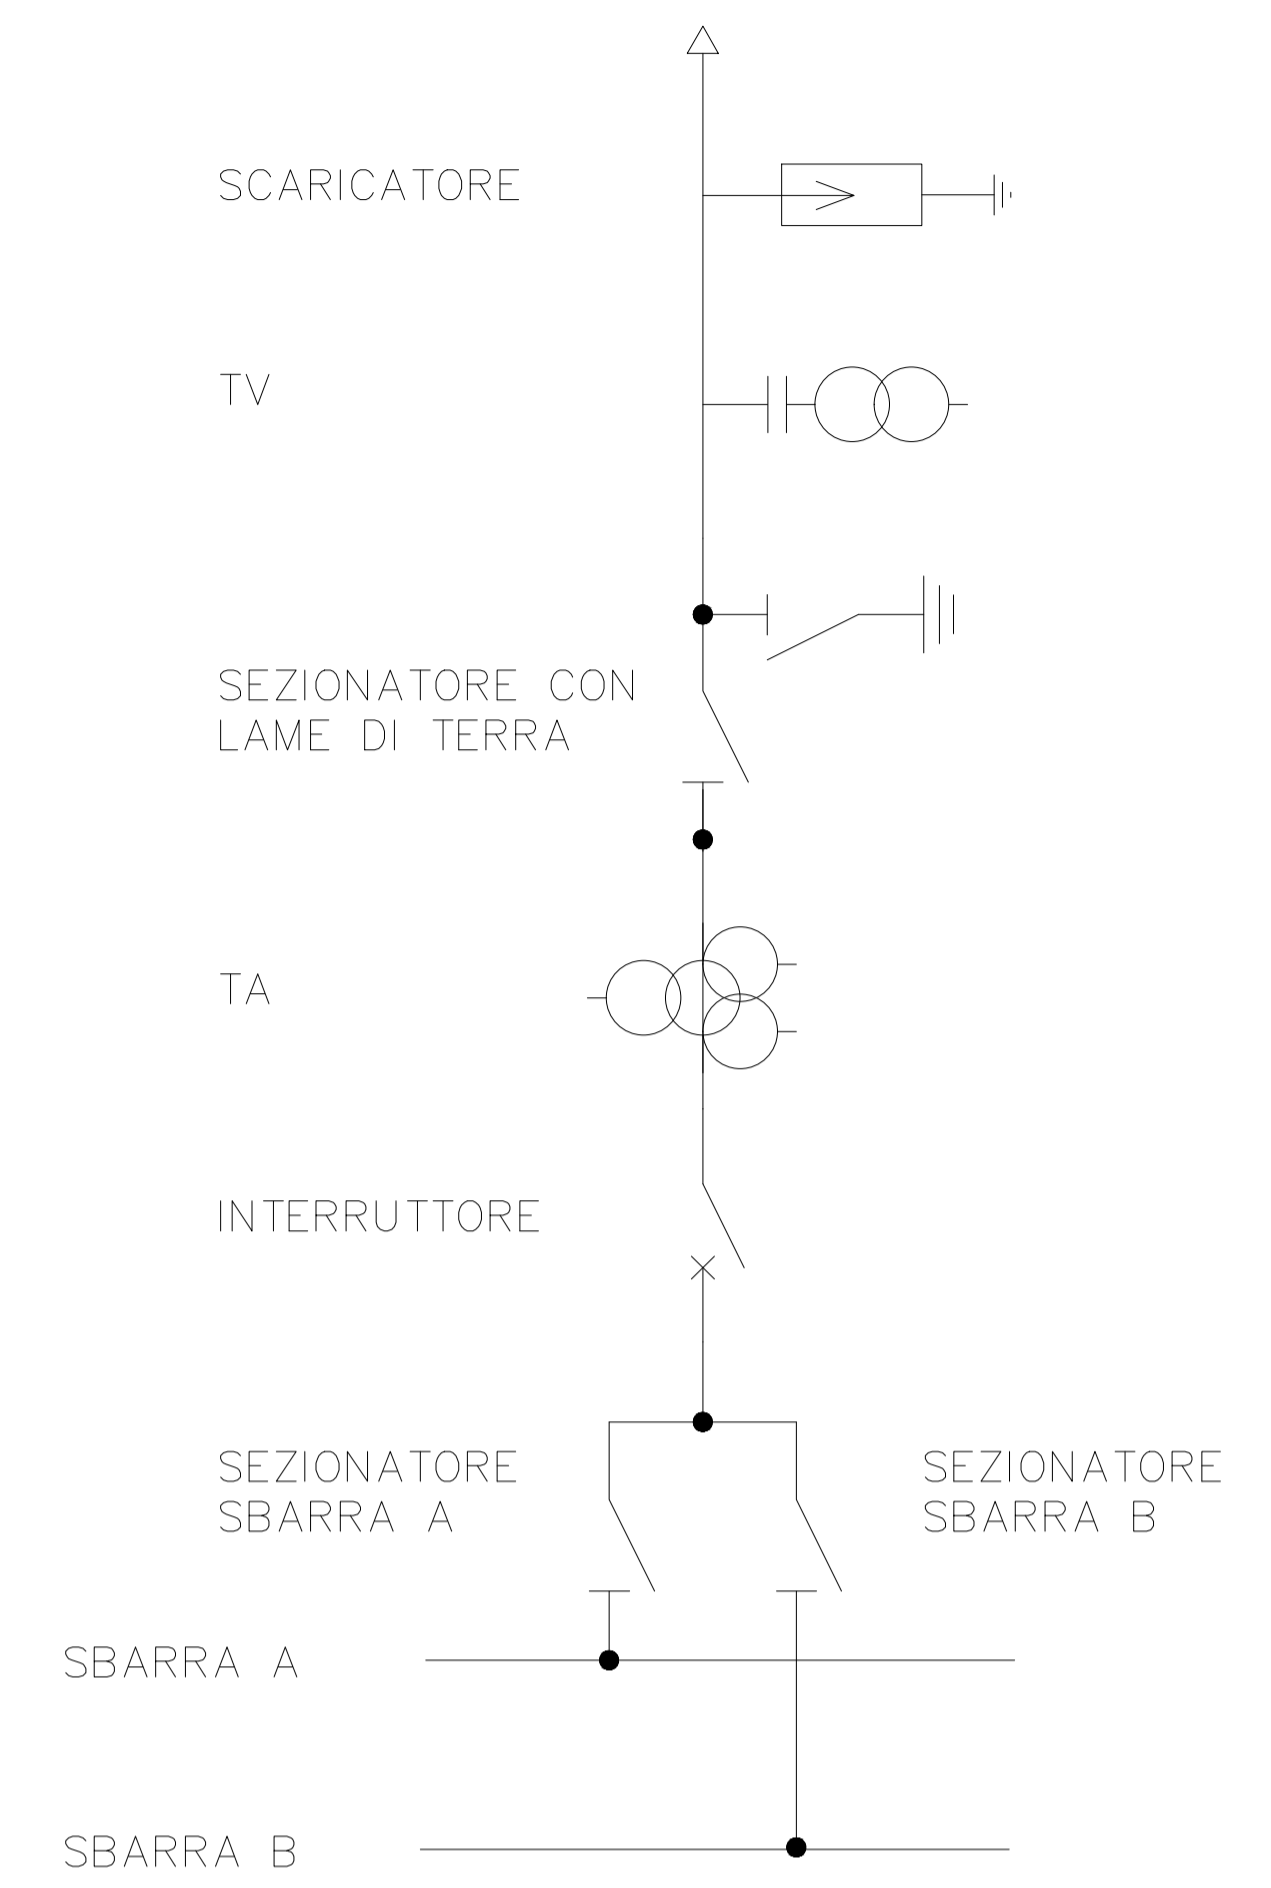 SCARICATORE
TV
SEZIONATORE CON
LAME DI TERRA
TA
INTERRUTTORE
SEZIONATORE
SBARRA A
SEZIONATORE
SBARRA B
SBARRA A
SBARRA B